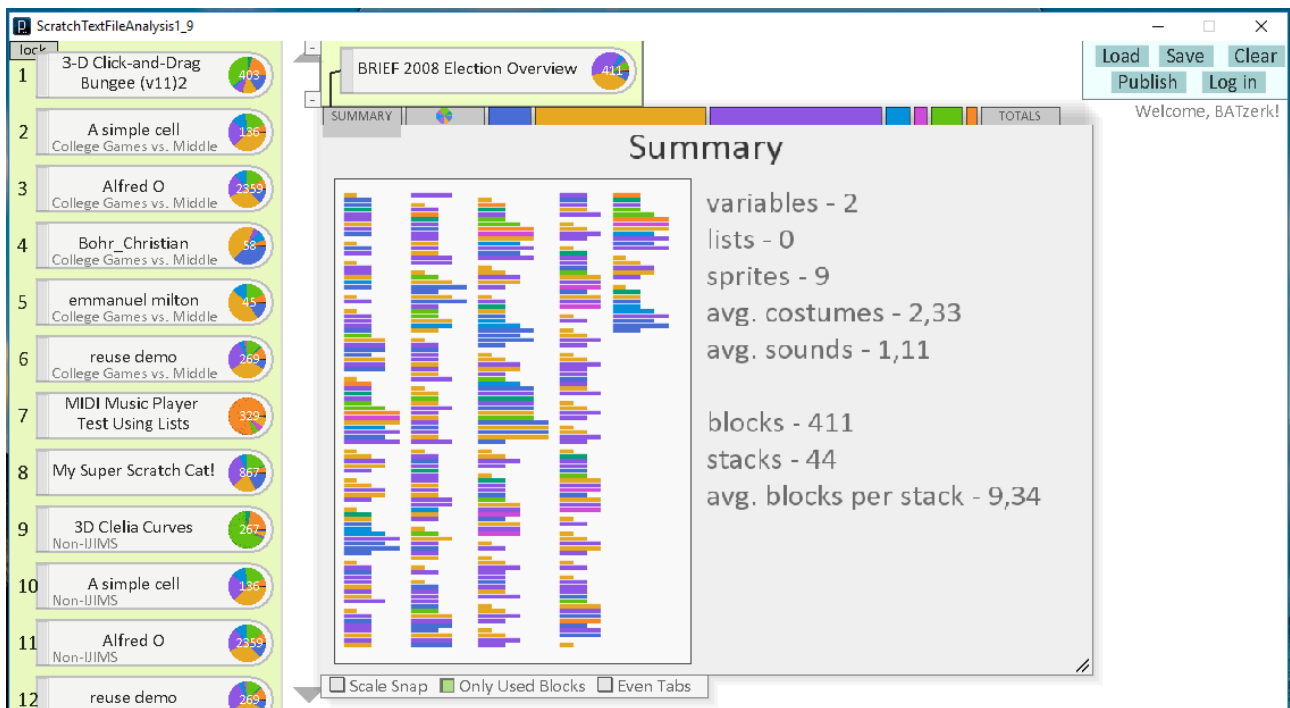 ScratchTextFileAnalysis1_9
lock
1
3-D Click-and-Drag
Bungee (v11)2
403
2
A simple cell
College Games vs. Middle
136
3
Alfred O
College Games vs. Middle
2359
4
Bohr_Christian
College Games vs. Middle
58
5
emmanuel milton
College Games vs. Middle
45
6
reuse demo
College Games vs. Middle
269
7
MIDI Music Player
Test Using Lists
329
8
My Super Scratch Cat!
867
9
3D Clelia Curves
Non-IJIMS
267
10
A simple cell
Non-IJIMS
136
11
Alfred O
Non-IJIMS
2359
12
reuse demo
269
BRIEF 2008 Election Overview
411
SUMMARY
TOTALS
Summary
variables - 2
lists - 0
sprites - 9
avg. costumes - 2,33
avg. sounds - 1,11
blocks - 411
stacks - 44
avg. blocks per stack - 9,34
Scale Snap
Only Used Blocks
Even Tabs
Load Save Clear
Publish Log in
Welcome, BATzerk!